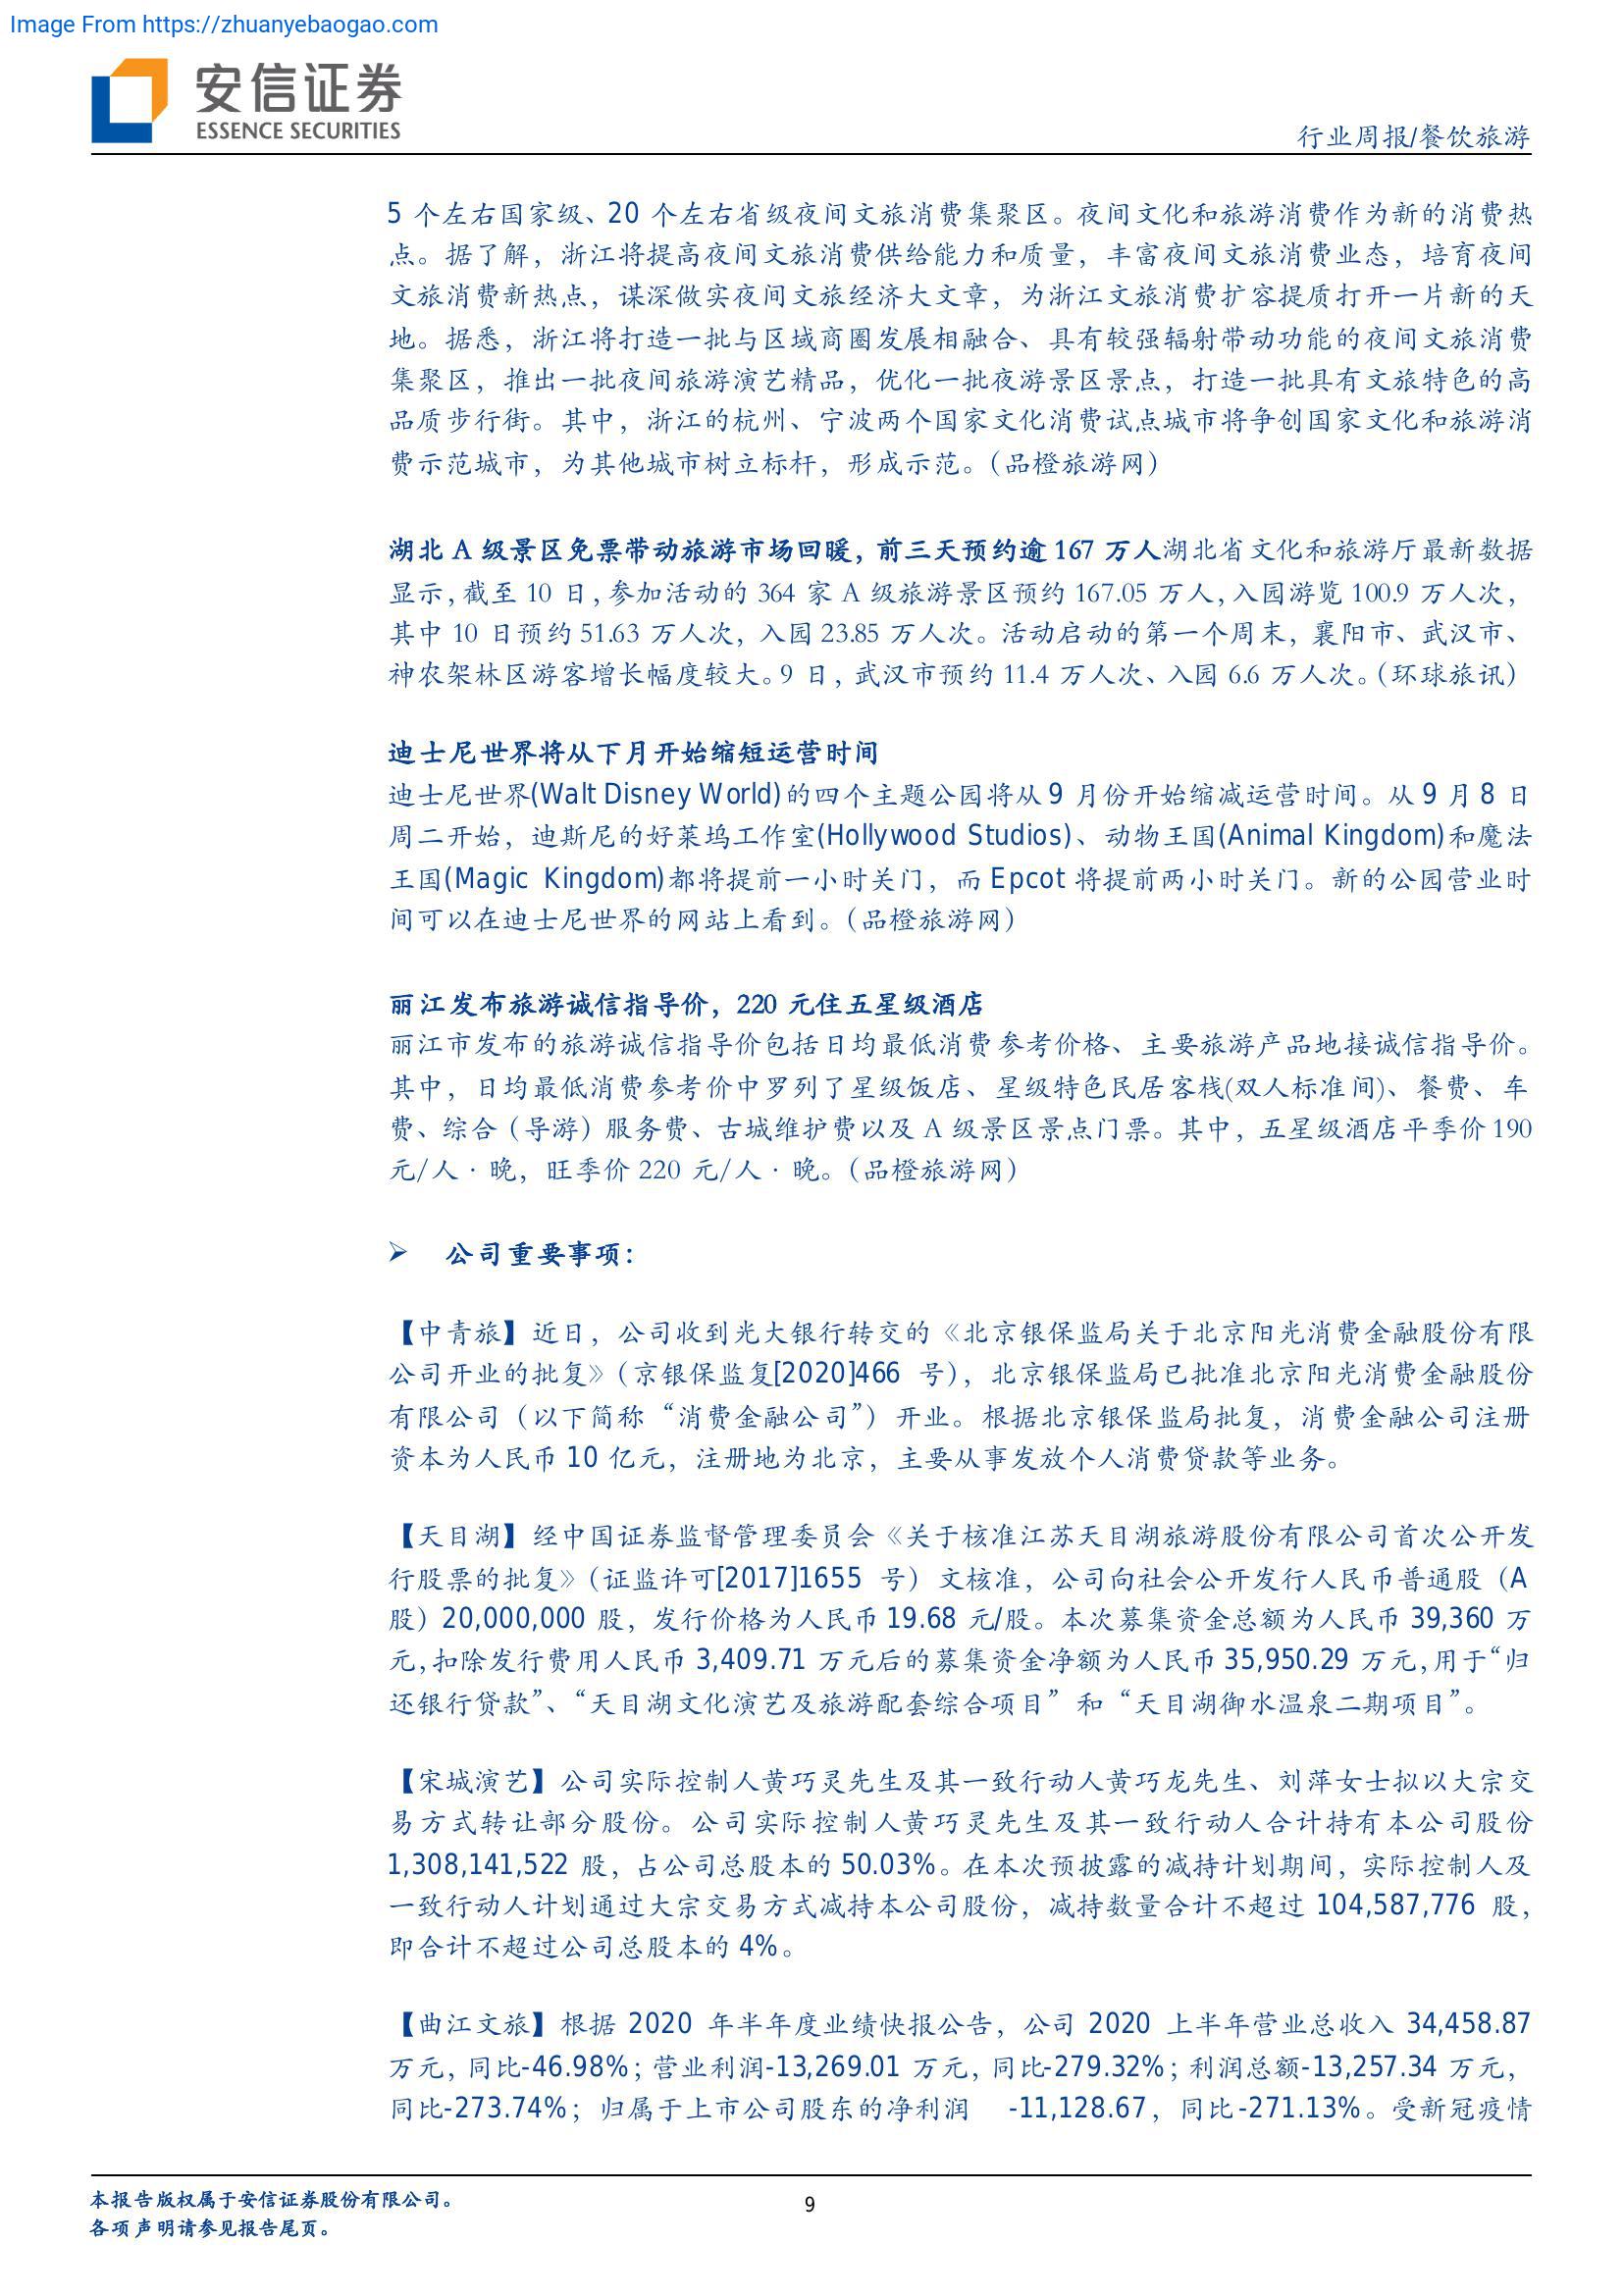 Image From https://zhuanyebaogao.com
安信证券
ESSENCE SECURITIES
行业周报/餐饮旅游
5 个左右国家级、20 个左右省级夜间文旅消费集聚区。夜间文化和旅游消费作为新的消费热
点。据了解，浙江将提高夜间文旅消费供给能力和质量，丰富夜间文旅消费业态，培育夜间
文旅消费新热点，谋深做实夜间文旅经济大文章，为浙江文旅消费扩容提质打开一片新的天
地。据悉，浙江将打造一批与区域商圈发展相融合、具有较强辐射带动功能的夜间文旅消费
集聚区，推出一批夜间旅游演艺精品，优化一批夜游景区景点，打造一批具有文旅特色的高
品质步行街。其中，浙江的杭州、宁波两个国家文化消费试点城市将争创国家文化和旅游消
费示范城市，为其他城市树立标杆，形成示范。（品橙旅游网）
湖北 A 级景区免票带动旅游市场回暖，前三天预约逾 167 万人湖北省文化和旅游厅最新数据
显示，截至 10 日，参加活动的 364 家 A 级旅游景区预约 167.05 万人，入园游览 100.9 万人次，
其中 10 日预约 51.63 万人次，入园 23.85 万人次。活动启动的第一个周末，襄阳市、武汉市、
神农架林区游客增长幅度较大。9 日，武汉市预约 11.4 万人次、入园 6.6 万人次。（环球旅讯）
迪士尼世界将从下月开始缩短运营时间
迪士尼世界(Walt Disney World)的四个主题公园将从 9 月份开始缩减运营时间。从 9 月 8 日
周二开始，迪斯尼的好莱坞工作室(Hollywood Studios)、动物王国(Animal Kingdom)和魔法
王国(Magic Kingdom)都将提前一小时关门，而 Epcot 将提前两小时关门。新的公园营业时
间可以在迪士尼世界的网站上看到。（品橙旅游网）
丽江发布旅游诚信指导价，220 元住五星级酒店
丽江市发布的旅游诚信指导价包括日均最低消费参考价格、主要旅游产品地接诚信指导价。
其中，日均最低消费参考价中罗列了星级饭店、星级特色民居客栈(双人标准间)、餐费、车
费、综合（导游）服务费、古城维护费以及 A 级景区景点门票。其中，五星级酒店平季价 190
元/人·晚，旺季价 220 元/人·晚。（品橙旅游网）
➢ 公司重要事项：
【中青旅】近日，公司收到光大银行转交的《北京银保监局关于北京阳光消费金融股份有限
公司开业的批复》（京银保监复[2020]466 号），北京银保监局已批准北京阳光消费金融股份
有限公司（以下简称“消费金融公司”）开业。根据北京银保监局批复，消费金融公司注册
资本为人民币 10 亿元，注册地为北京，主要从事发放个人消费贷款等业务。
【天目湖】经中国证券监督管理委员会《关于核准江苏天目湖旅游股份有限公司首次公开发
行股票的批复》（证监许可[2017]1655 号）文核准，公司向社会公开发行人民币普通股（A
股）20,000,000 股，发行价格为人民币 19.68 元/股。本次募集资金总额为人民币 39,360 万
元，扣除发行费用人民币 3,409.71 万元后的募集资金净额为人民币 35,950.29 万元，用于“归
还银行贷款”、“天目湖文化演艺及旅游配套综合项目”和“天目湖御水温泉二期项目”。
【宋城演艺】公司实际控制人黄巧灵先生及其一致行动人黄巧龙先生、刘萍女士拟以大宗交
易方式转让部分股份。公司实际控制人黄巧灵先生及其一致行动人合计持有本公司股份
1,308,141,522 股，占公司总股本的 50.03%。在本次预披露的减持计划期间，实际控制人及
一致行动人计划通过大宗交易方式减持本公司股份，减持数量合计不超过 104,587,776 股，
即合计不超过公司总股本的 4%。
【曲江文旅】根据 2020 年半年度业绩快报公告，公司 2020 上半年营业总收入 34,458.87
万元，同比-46.98%；营业利润-13,269.01 万元，同比-279.32%；利润总额-13,257.34 万元，
同比-273.74%；归属于上市公司股东的净利润 -11,128.67，同比-271.13%。受新冠疫情
本报告版权属于安信证券股份有限公司。
各项声明请参见报告尾页。
9